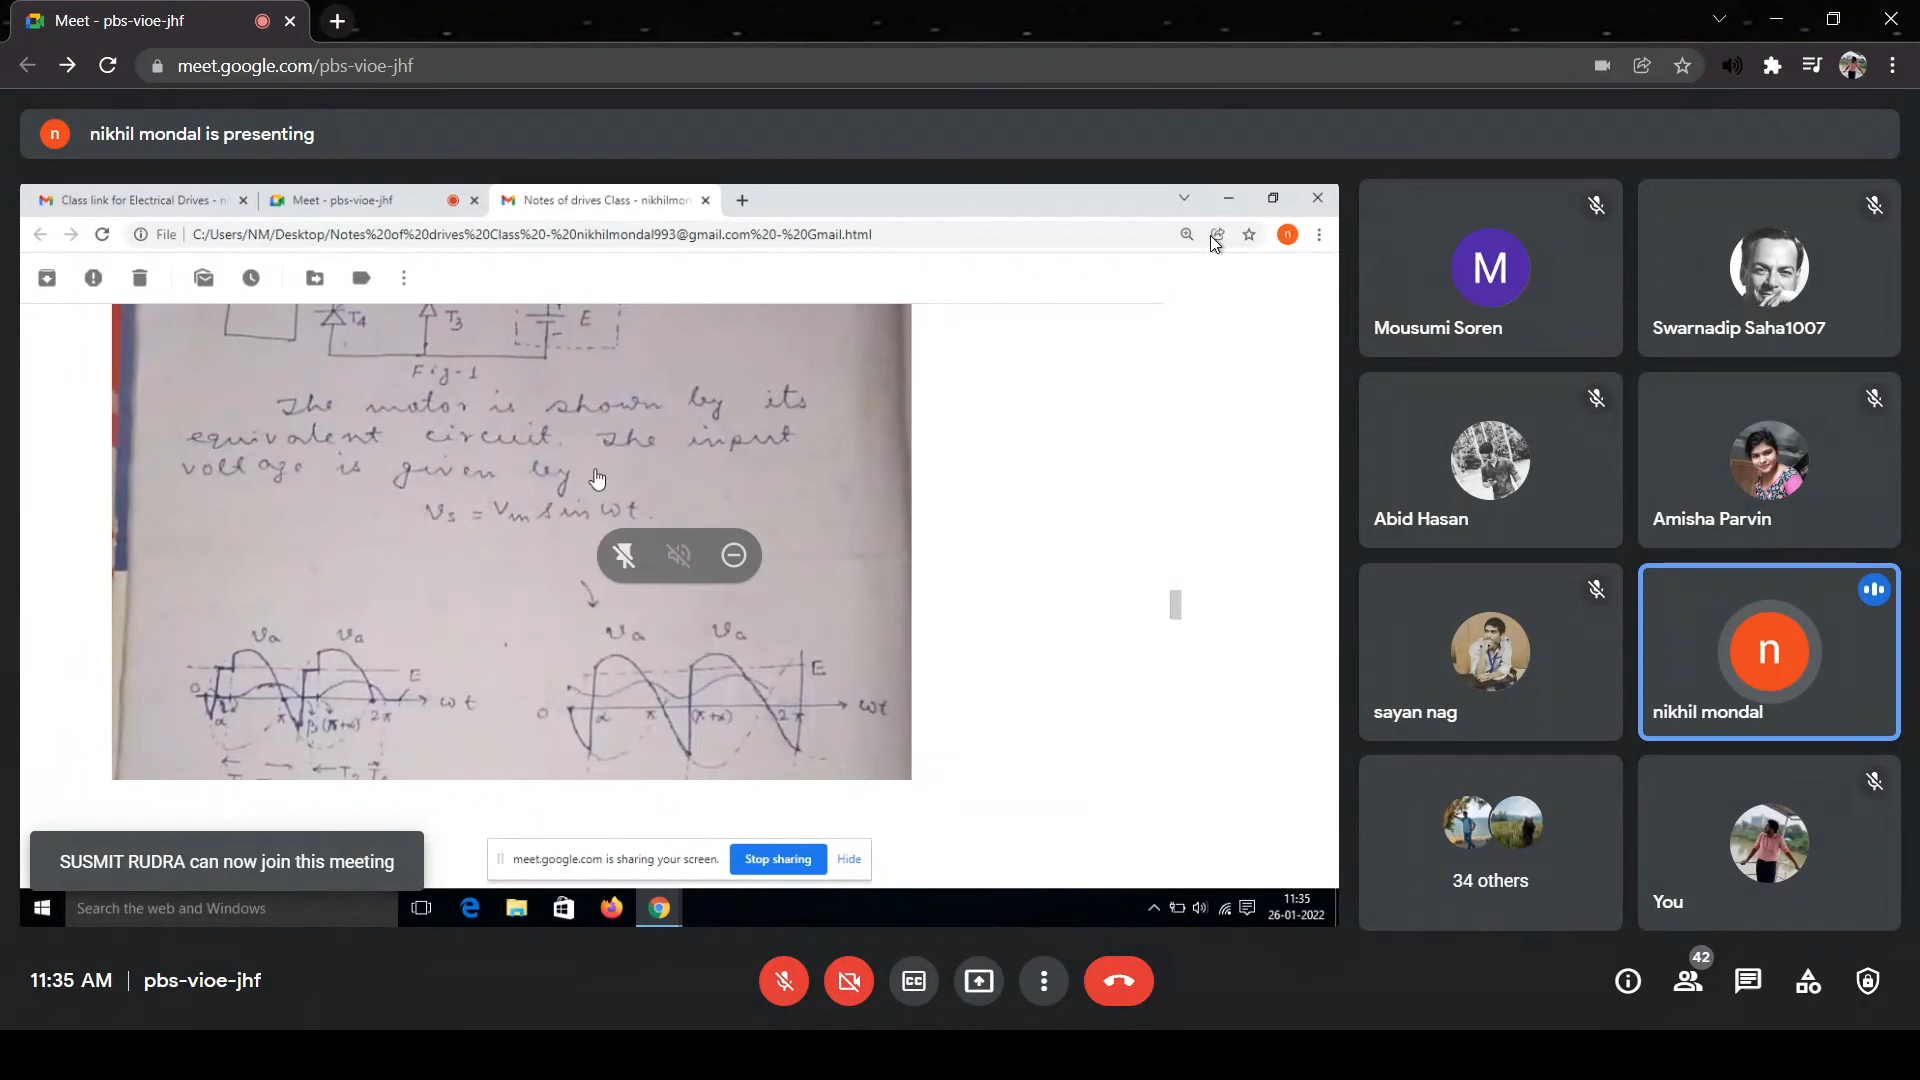 Meet - pbs-vioe-jhf
meet.google.com/pbs-vioe-jhf
n
nikhil mondal is presenting
Class link for Electrical Drives - ni
Meet - pbs-vioe-jhf
Notes of drives Class - nikhilmon
File
C:/Users/NM/Desktop/Notes%20of%20drives%20Class%20-%20nikhilmondal993@gmail.com%20-%20Gmail.html
n
T4
T3
E
Fig-1
The motor is shown by its
equivalent circuit. The input
voltage is given by
Vs = Vm sin ωt.
va va
E
0
ωt
α π β (π+α) 2π
T2
va va
E
0 α π (π+α) 2π ωt
meet.google.com is sharing your screen.
Stop sharing
Hide
SUSMIT RUDRA can now join this meeting
Search the web and Windows
11:35
26-01-2022
M
Mousumi Soren
Swarnadip Saha1007
Abid Hasan
Amisha Parvin
sayan nag
n
nikhil mondal
34 others
You
11:35 AM
pbs-vioe-jhf
CC
42